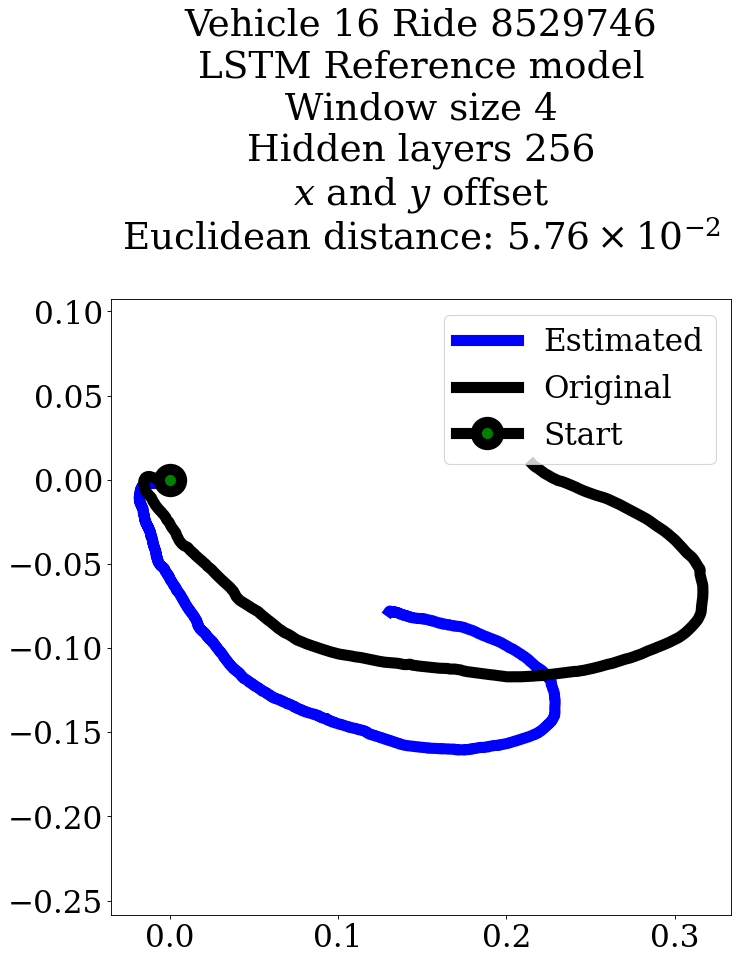 Vehicle 16 Ride 8529746
LSTM Reference model
Window size 4
Hidden layers 256
x and y offset
Euclidean distance: 5.76 × 10⁻²
Estimated
Original
Start
0.10
0.05
0.00
−0.05
−0.10
−0.15
−0.20
−0.25
0.0 0.1 0.2 0.3